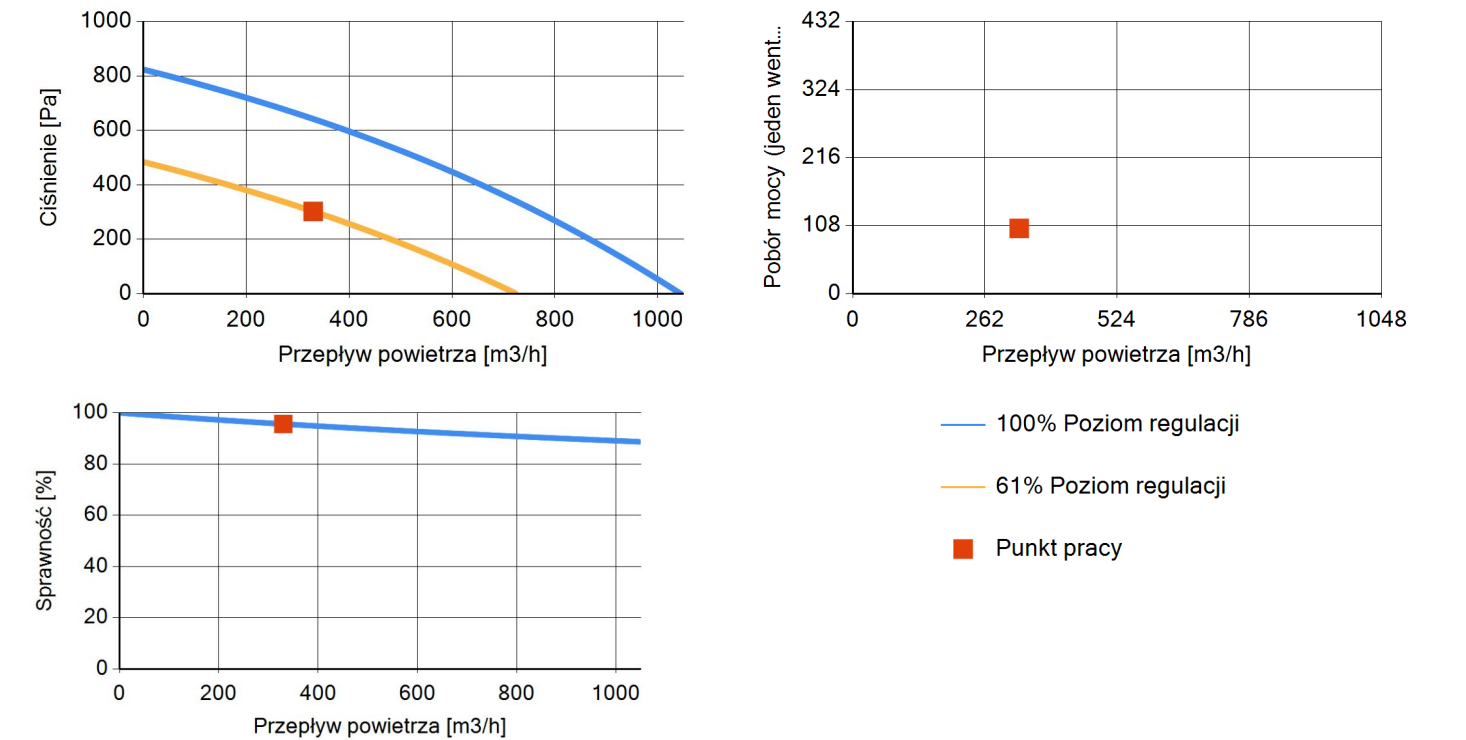 1000
800
600
400
200
0
Ciśnienie [Pa]
0 200 400 600 800 1000
Przepływ powietrza [m3/h]
432
324
216
108
0
Pobór mocy (jeden went...
0 262 524 786 1048
Przepływ powietrza [m3/h]
100
80
60
40
20
0
Sprawność [%]
0 200 400 600 800 1000
Przepływ powietrza [m3/h]
100% Poziom regulacji
61% Poziom regulacji
Punkt pracy